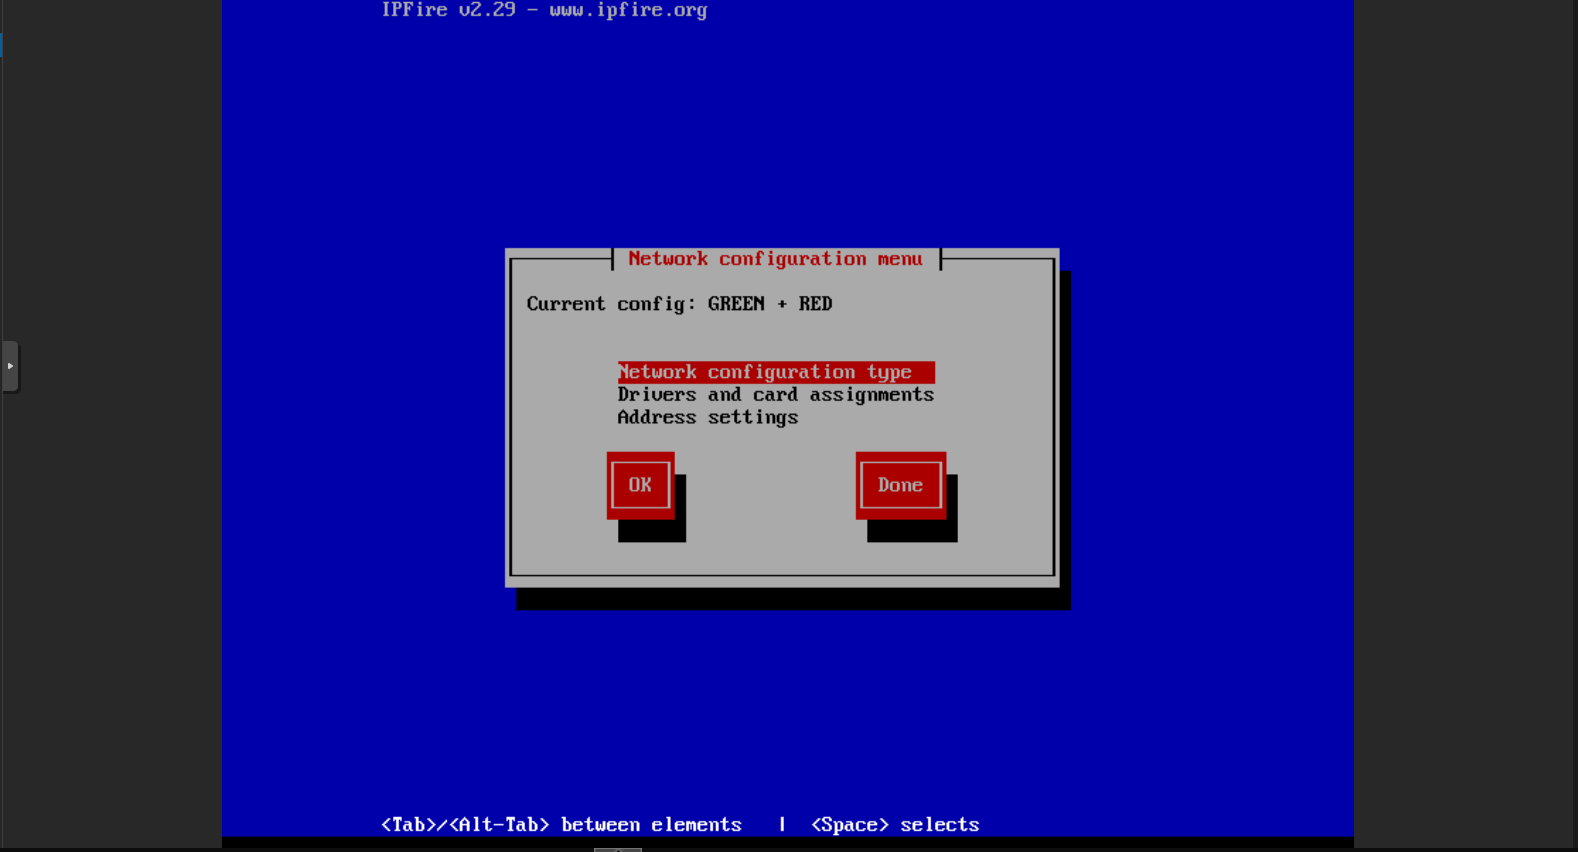 IPFire v2.29 - www.ipfire.org
Network configuration menu
Current config: GREEN + RED
Network configuration type
Drivers and card assignments
Address settings
OK
Done
<Tab>/<Alt-Tab> between elements | <Space> selects